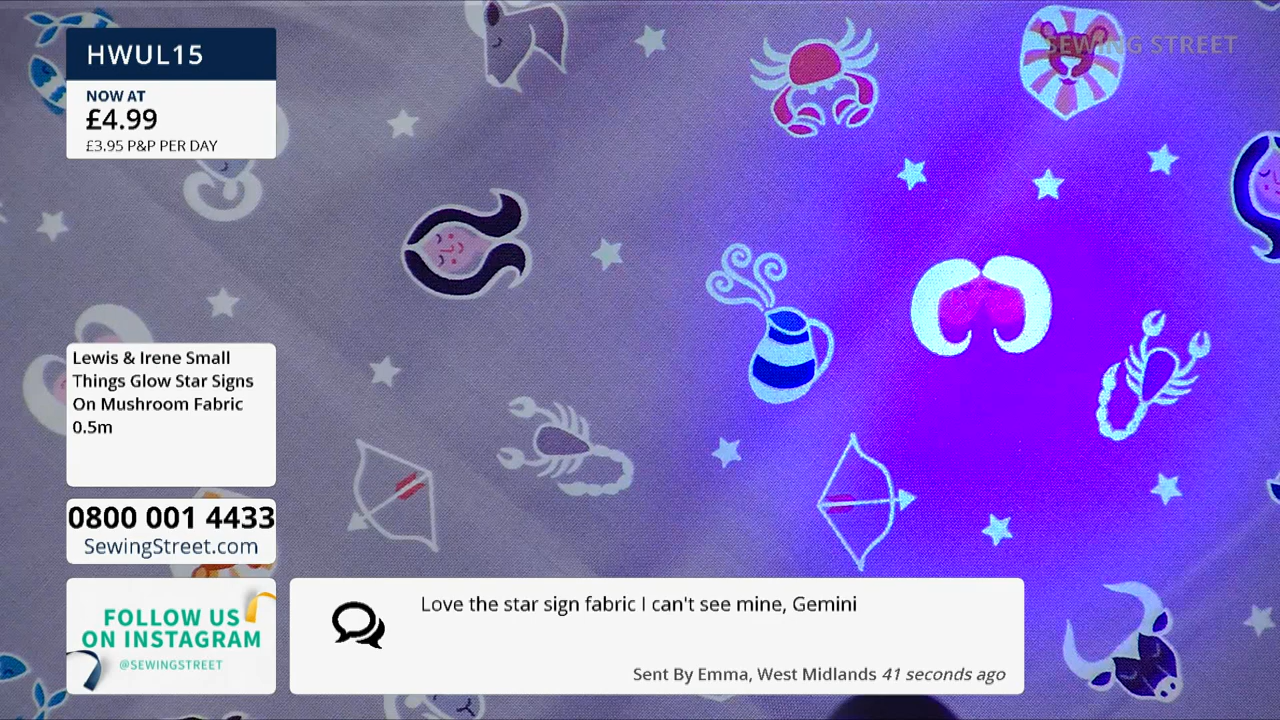 HWUL15
NOW AT
£4.99
£3.95 P&P PER DAY
SEWING STREET
Lewis & Irene Small
Things Glow Star Signs
On Mushroom Fabric
0.5m
0800 001 4433
SewingStreet.com
FOLLOW US
ON INSTAGRAM
@SEWINGSTREET
Love the star sign fabric I can't see mine, Gemini
Sent By Emma, West Midlands 41 seconds ago